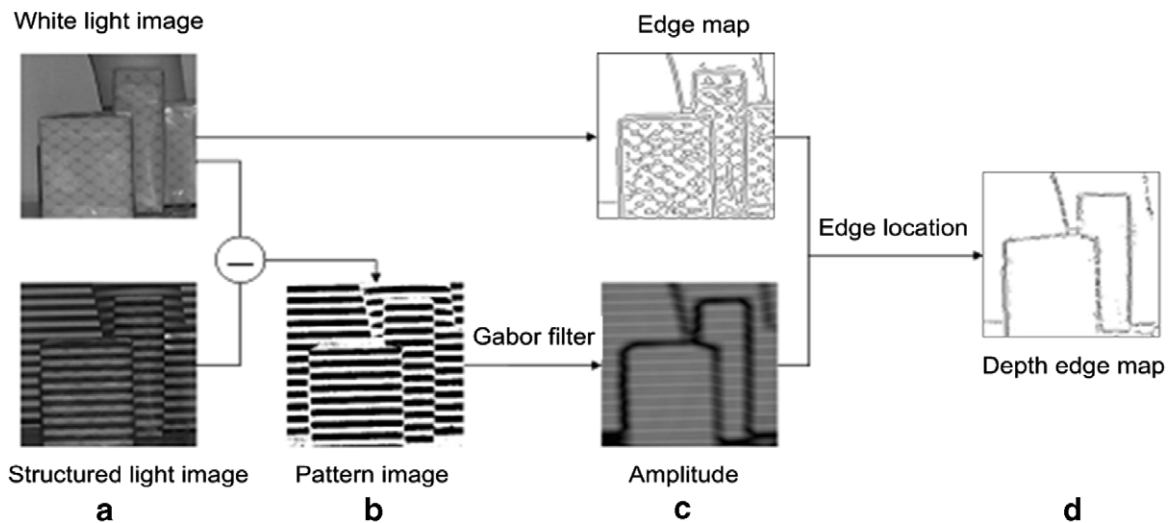 White light image
Edge map
Edge location
Gabor filter
Depth edge map
Structured light image
Pattern image
Amplitude
a
b
c
d